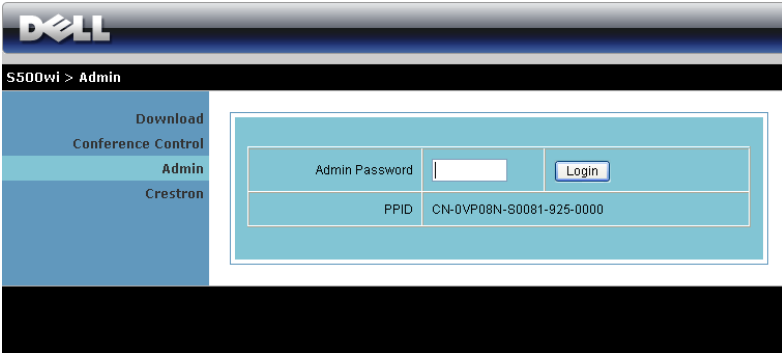 DELL
S500wi > Admin
Download
Conference Control
Admin
Crestron
Admin Password
Login
PPID
CN-0VP08N-S0081-925-0000